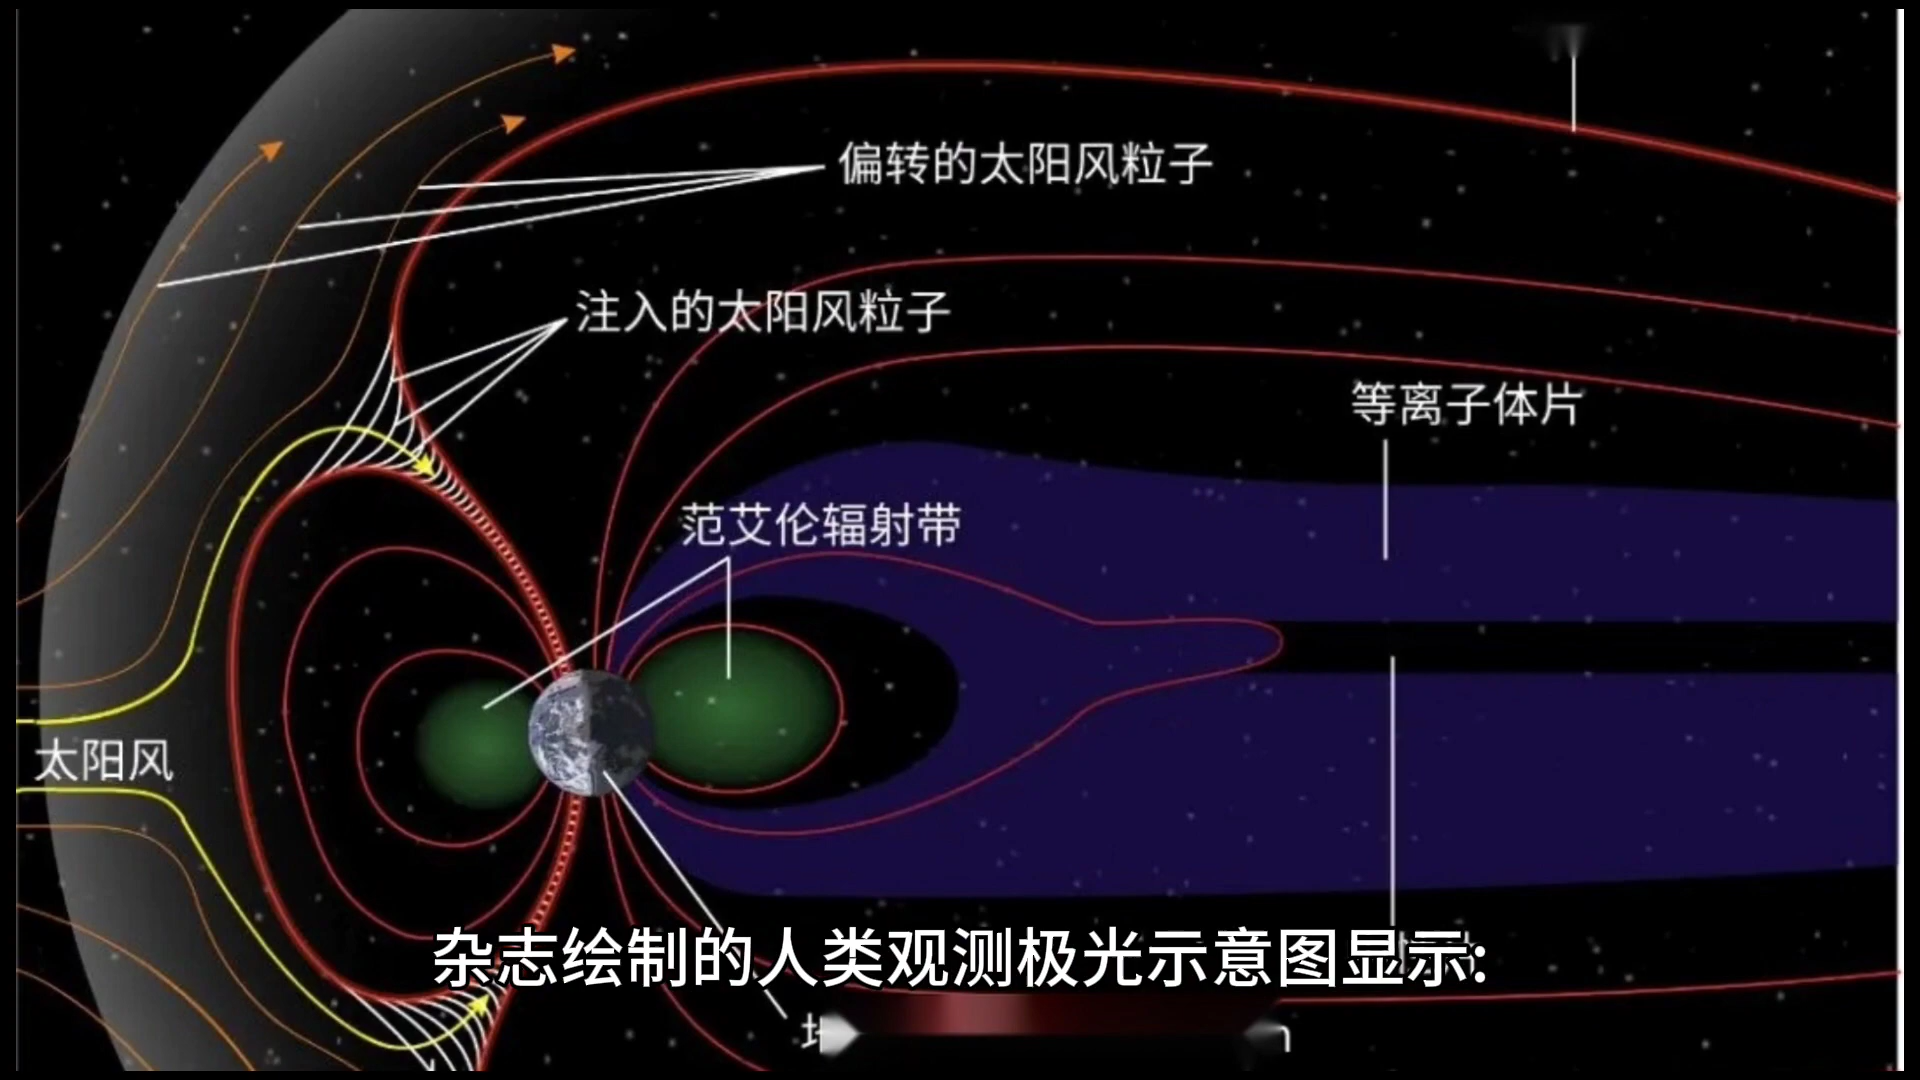 偏转的太阳风粒子
注入的太阳风粒子
等离子体片
范艾伦辐射带
太阳风
杂志绘制的人类观测极光示意图显示: